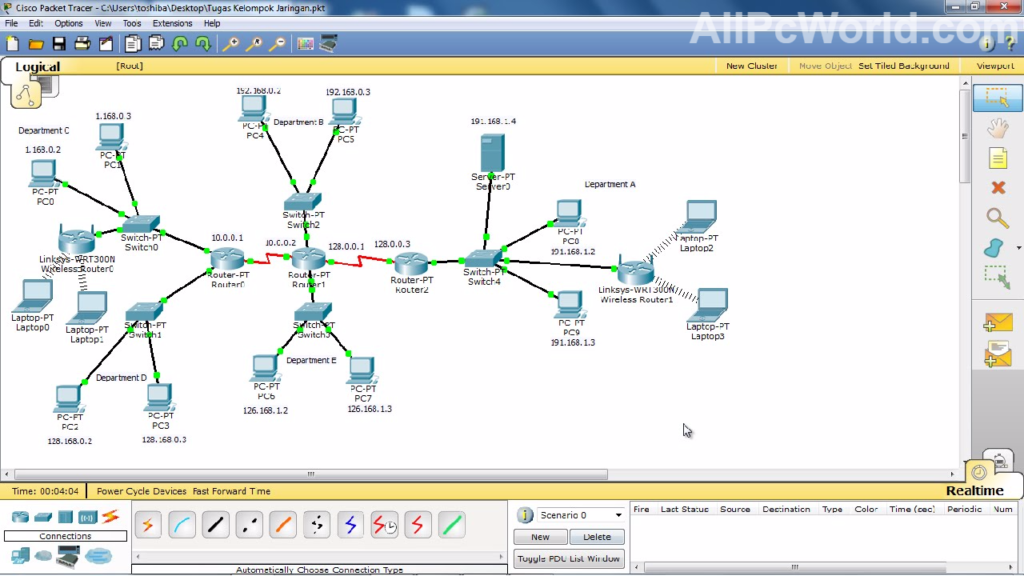 Cisco Packet Tracer - C:\Users\toshiba\Desktop\Tugas Kelompok Jaringan.pkt
AllPcWorld.com
File Edit Options View Tools Extensions Help
Logical
[Root]
New Cluster
Move Object
Set Tiled Background
Viewport
192.168.0.2
192.168.0.3
Department B
PC-PT
PC4
PC-PT
PC5
Switch-PT
Switch2
Department C
1.168.0.3
PC-PT
PC1
1.168.0.2
PC-PT
PC0
Switch-PT
Switch0
Linksys-WRT300N
Wireless Router0
Laptop-PT
Laptop0
Laptop-PT
Laptop1
10.0.0.1
Router-PT
Router0
10.0.0.2
Router-PT
Router1
128.0.0.1
128.0.0.3
Router-PT
Router2
191.168.1.4
Server-PT
Server0
Department A
PC-PT
PC8
191.168.1.2
Switch-PT
Switch4
Linksys-WRT300N
Wireless Router1
Laptop-PT
Laptop2
Laptop-PT
Laptop3
PC-PT
PC9
191.168.1.3
Switch-PT
Switch1
Department D
PC-PT
PC2
128.168.0.2
PC-PT
PC3
128.168.0.3
Switch-PT
Switch3
Department E
PC-PT
PC6
126.168.1.2
PC-PT
PC7
126.168.1.3
Time: 00:04:04
Power Cycle Devices Fast Forward Time
Realtime
Connections
Automatically Choose Connection Type
Scenario 0
New
Delete
Toggle PDU List Window
Fire Last Status Source Destination Type Color Time (sec) Periodic Num